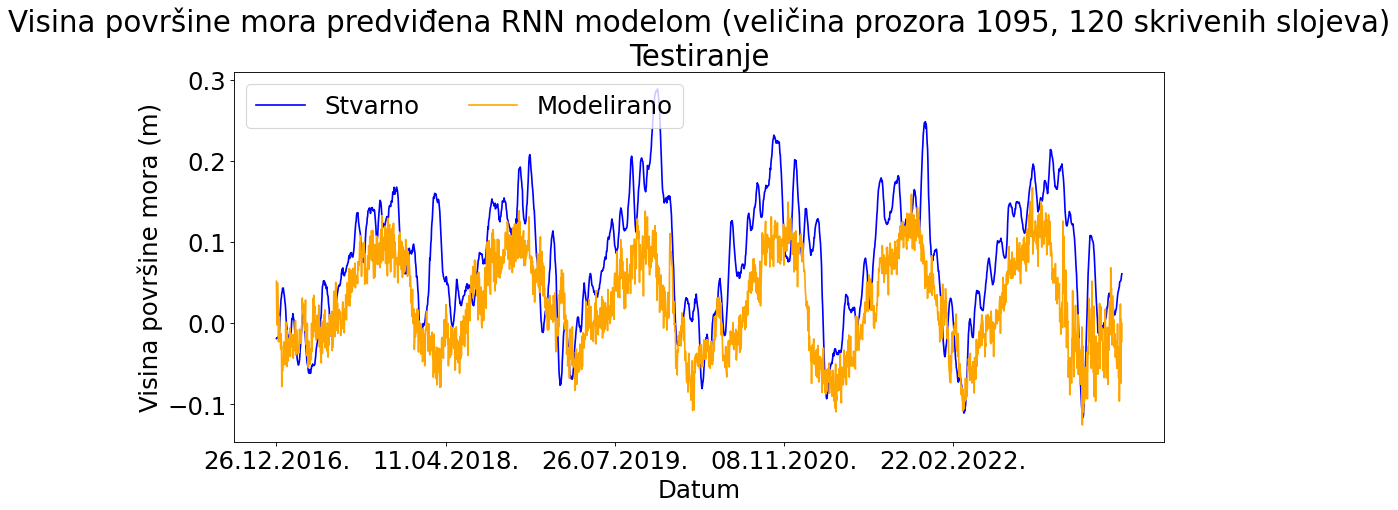 Visina površine mora predviđena RNN modelom (veličina prozora 1095, 120 skrivenih slojeva)
Testiranje
Stvarno Modelirano
Visina površine mora (m)
0.3
0.2
0.1
0.0
−0.1
26.12.2016. 11.04.2018. 26.07.2019. 08.11.2020. 22.02.2022.
Datum